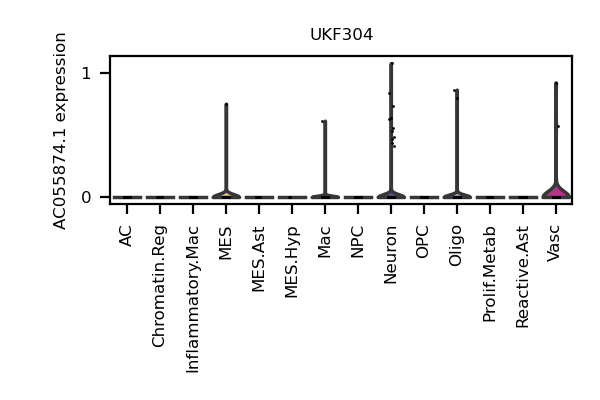 UKF304
AC055874.1 expression
1
0
AC
Chromatin.Reg
Inflammatory.Mac
MES
MES.Ast
MES.Hyp
Mac
NPC
Neuron
OPC
Oligo
Prolif.Metab
Reactive.Ast
Vasc